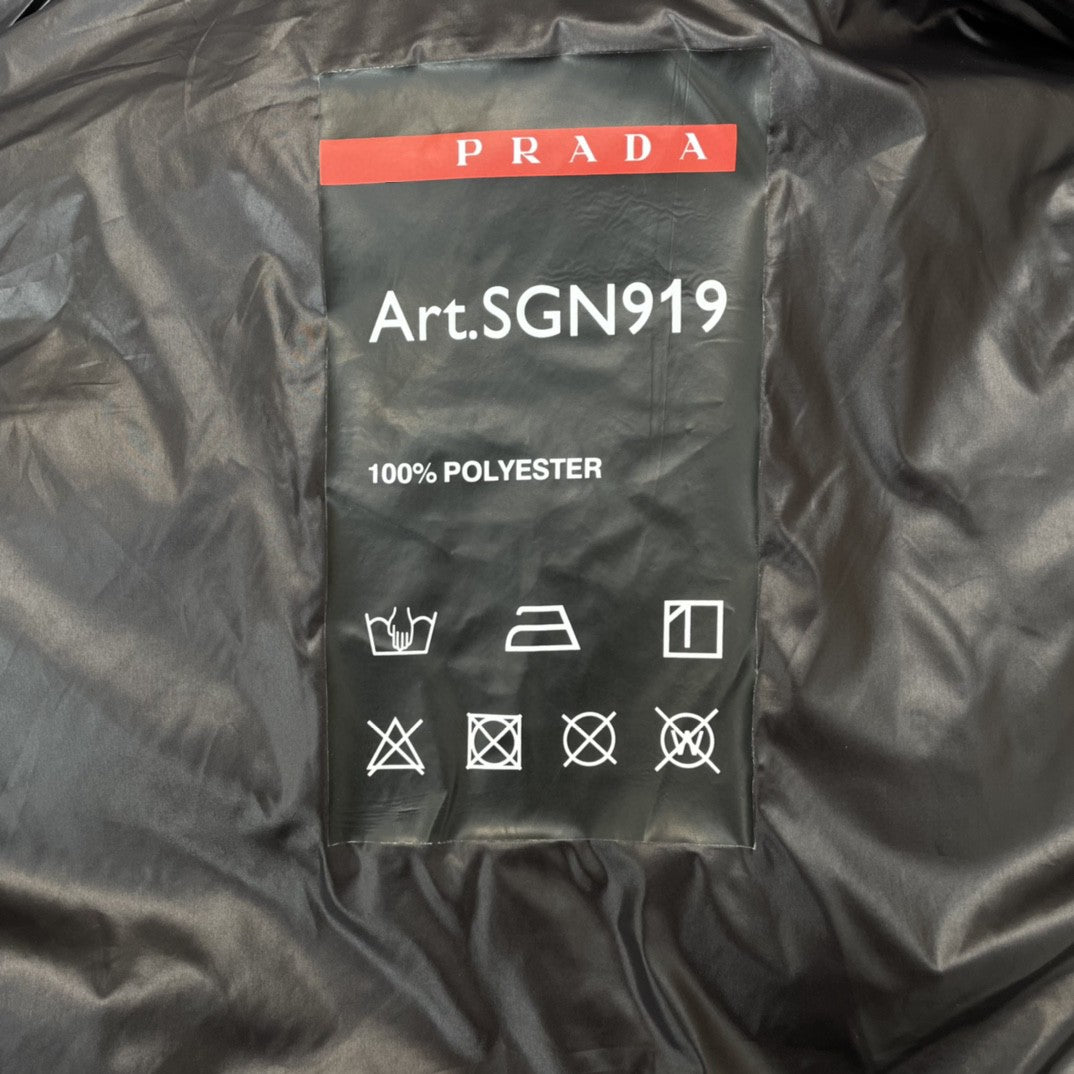 PRADA
Art.SGN919
100% POLYESTER
W